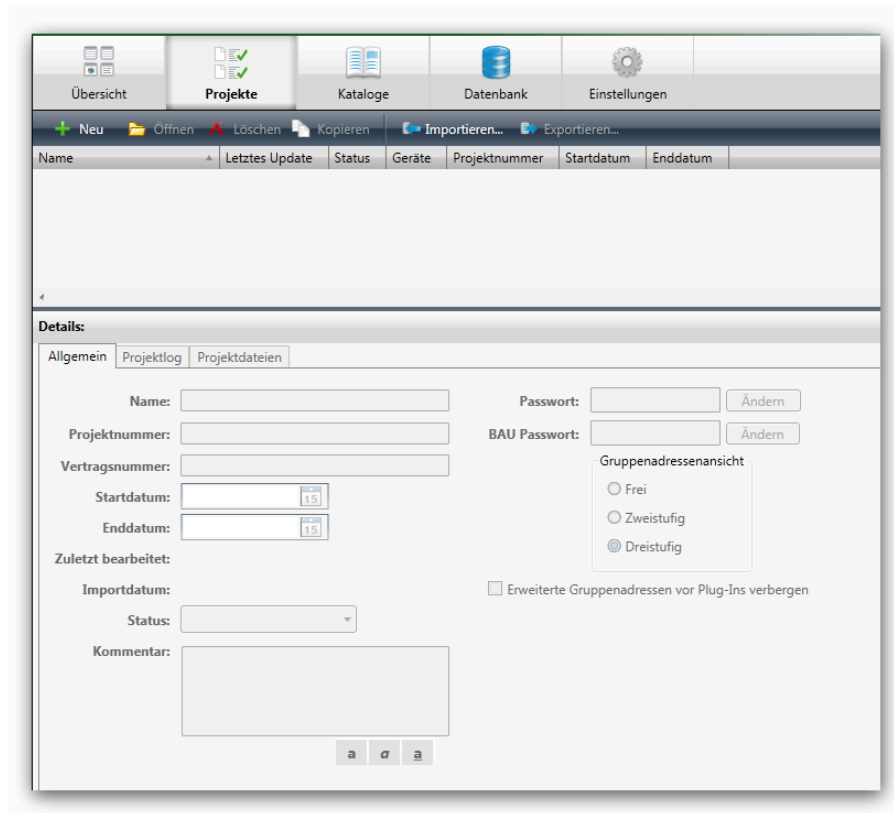 Übersicht Projekte Kataloge Datenbank Einstellungen
Neu Öffnen Löschen Kopieren Importieren... Exportieren...
Name Letztes Update Status Geräte Projektnummer Startdatum Enddatum
Details:
Allgemein Projektlog Projektdateien
Name: Passwort: Ändern
Projektnummer: BAU Passwort: Ändern
Vertragsnummer: Gruppenadressenansicht
Startdatum: 15 Frei
Enddatum: 15 Zweistufig
Zuletzt bearbeitet: Dreistufig
Importdatum: Erweiterte Gruppenadressen vor Plug-Ins verbergen
Status:
Kommentar:
a a a